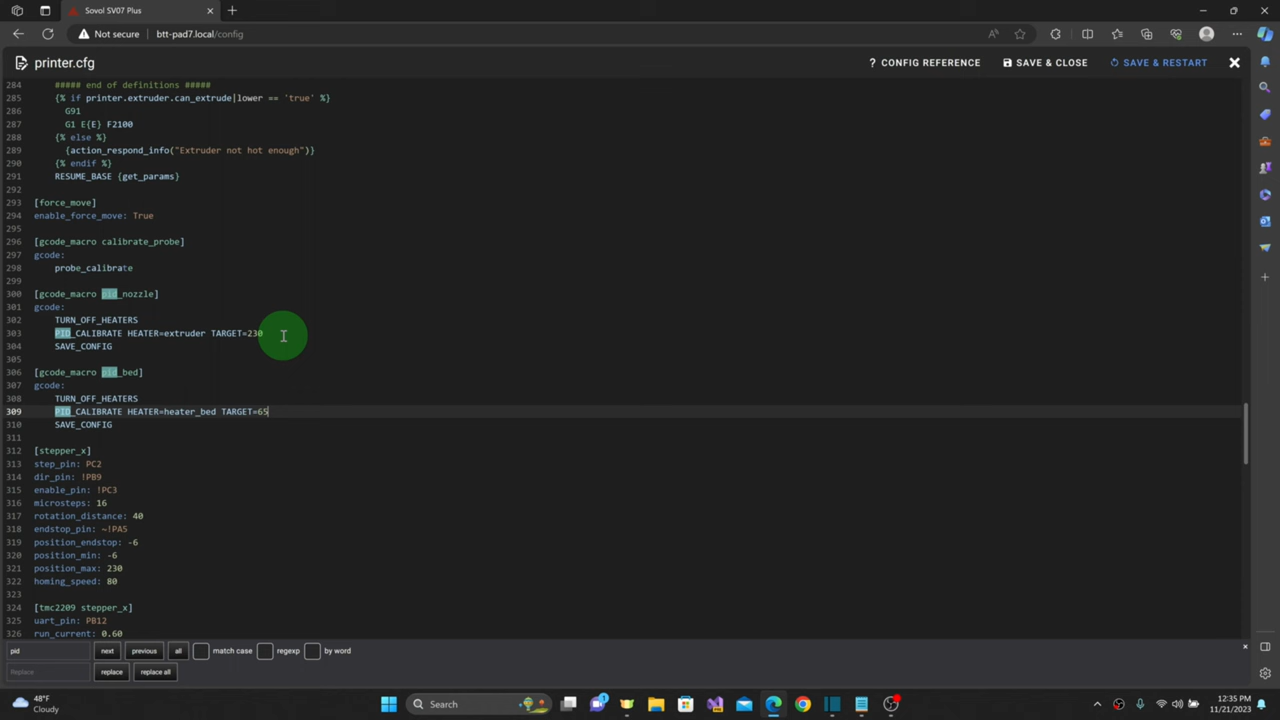 Sovol SV07 Plus
Not secure btt-pad7.local/config
printer.cfg
CONFIG REFERENCE
SAVE & CLOSE
SAVE & RESTART
284 ##### end of definitions #####
285 {% if printer.extruder.can_extrude|lower == 'true' %}
286 G91
287 G1 E{E} F2100
288 {% else %}
289 {action_respond_info("Extruder not hot enough")}
290 {% endif %}
291 RESUME_BASE {get_params}
292
293 [force_move]
294 enable_force_move: True
295
296 [gcode_macro calibrate_probe]
297 gcode:
298 probe_calibrate
299
300 [gcode_macro pid_nozzle]
301 gcode:
302 TURN_OFF_HEATERS
303 PID_CALIBRATE HEATER=extruder TARGET=230
304 SAVE_CONFIG
305
306 [gcode_macro pid_bed]
307 gcode:
308 TURN_OFF_HEATERS
309 PID_CALIBRATE HEATER=heater_bed TARGET=65
310 SAVE_CONFIG
311
312 [stepper_x]
313 step_pin: PC2
314 dir_pin: !PB9
315 enable_pin: !PC3
316 microsteps: 16
317 rotation_distance: 40
318 endstop_pin: ~!PA5
319 position_endstop: -6
320 position_min: -6
321 position_max: 230
322 homing_speed: 80
323
324 [tmc2209 stepper_x]
325 uart_pin: PB12
326 run_current: 0.60
pid next previous all match case regexp by word
Replace replace replace all
48°F
Cloudy
Search
12:35 PM
11/21/2023